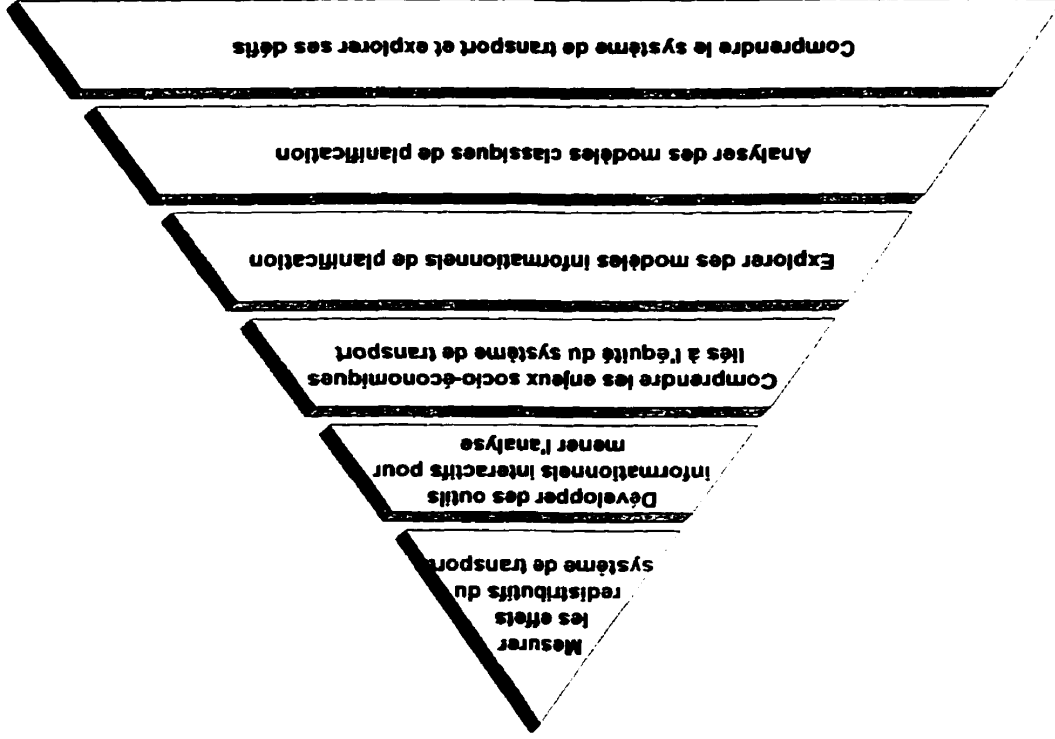 Mesurer
les effets
redistributifs du
système de transport
Développer des outils
informationnels interactifs pour
mener l'analyse
Comprendre les enjeux socio-économiques
liés à l'équité du système de transport
Explorer des modèles informationnels de planification
Analyser des modèles classiques de planification
Comprendre le système de transport et explorer ses défis